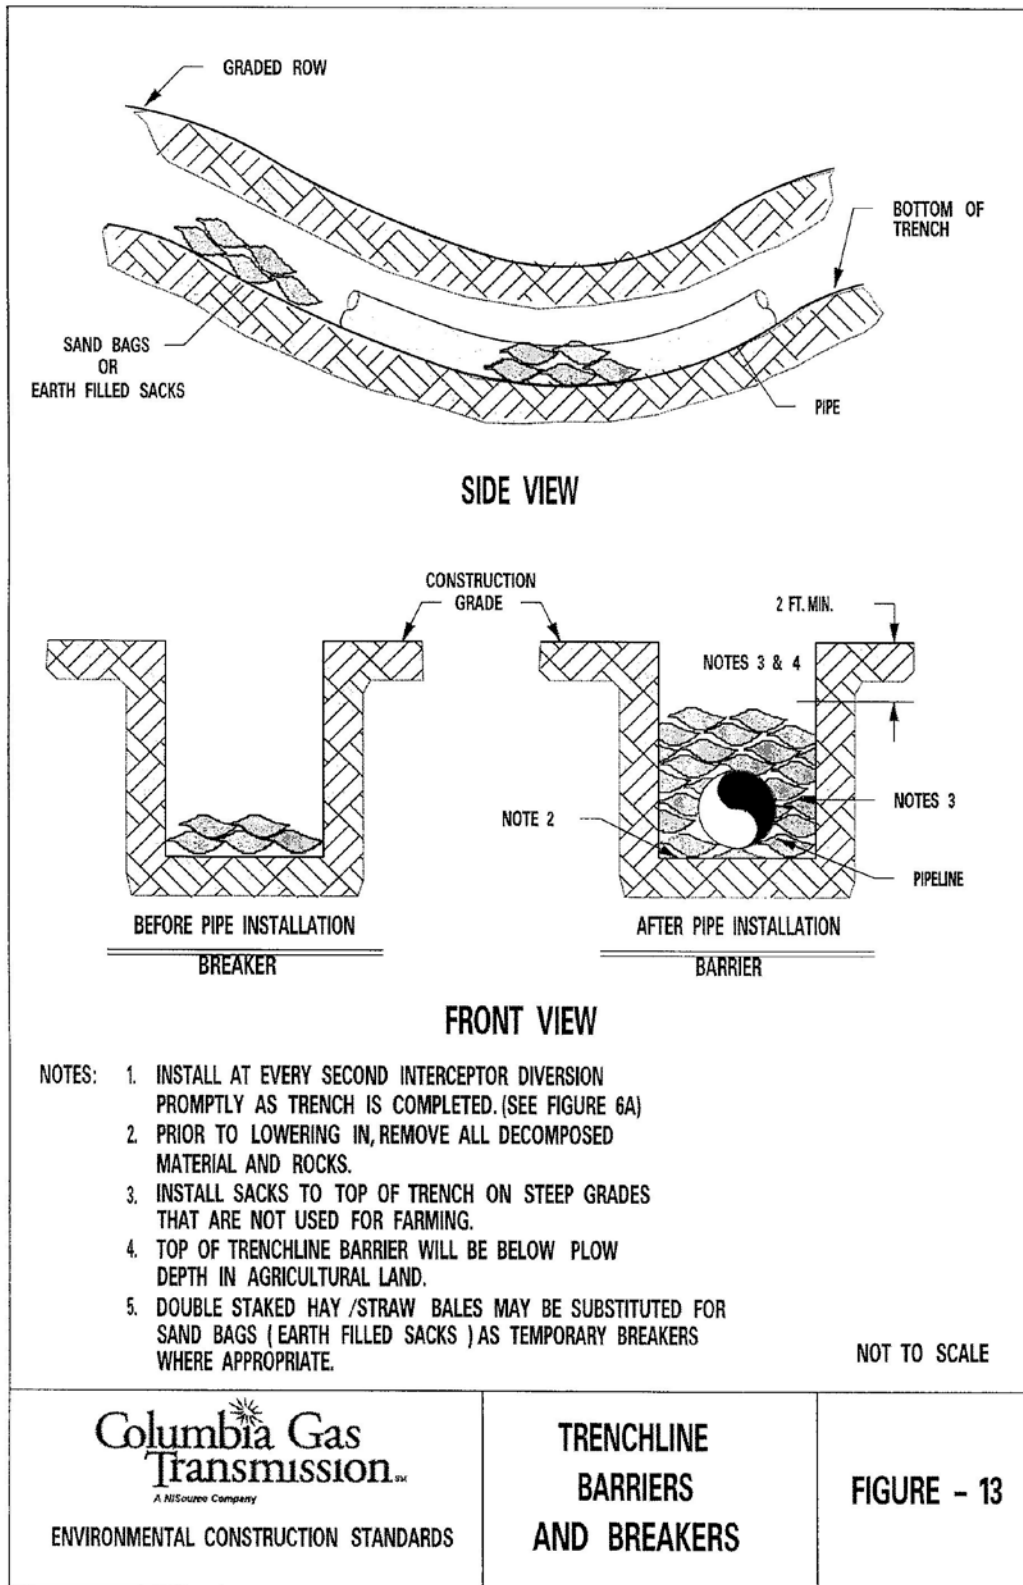 GRADED ROW
BOTTOM OF
TRENCH
SAND BAGS
OR
EARTH FILLED SACKS
PIPE
SIDE VIEW
CONSTRUCTION
GRADE
2 FT. MIN.
NOTES 3 & 4
NOTE 2
NOTES 3
PIPELINE
BEFORE PIPE INSTALLATION
BREAKER
AFTER PIPE INSTALLATION
BARRIER
FRONT VIEW
NOTES: 1. INSTALL AT EVERY SECOND INTERCEPTOR DIVERSION
PROMPTLY AS TRENCH IS COMPLETED. (SEE FIGURE 6A)
2. PRIOR TO LOWERING IN, REMOVE ALL DECOMPOSED
MATERIAL AND ROCKS.
3. INSTALL SACKS TO TOP OF TRENCH ON STEEP GRADES
THAT ARE NOT USED FOR FARMING.
4. TOP OF TRENCHLINE BARRIER WILL BE BELOW PLOW
DEPTH IN AGRICULTURAL LAND.
5. DOUBLE STAKED HAY /STRAW BALES MAY BE SUBSTITUTED FOR
SAND BAGS ( EARTH FILLED SACKS ) AS TEMPORARY BREAKERS
WHERE APPROPRIATE.
NOT TO SCALE
Columbia Gas
Transmission℠
A NiSource Company
ENVIRONMENTAL CONSTRUCTION STANDARDS
TRENCHLINE
BARRIERS
AND BREAKERS
FIGURE - 13